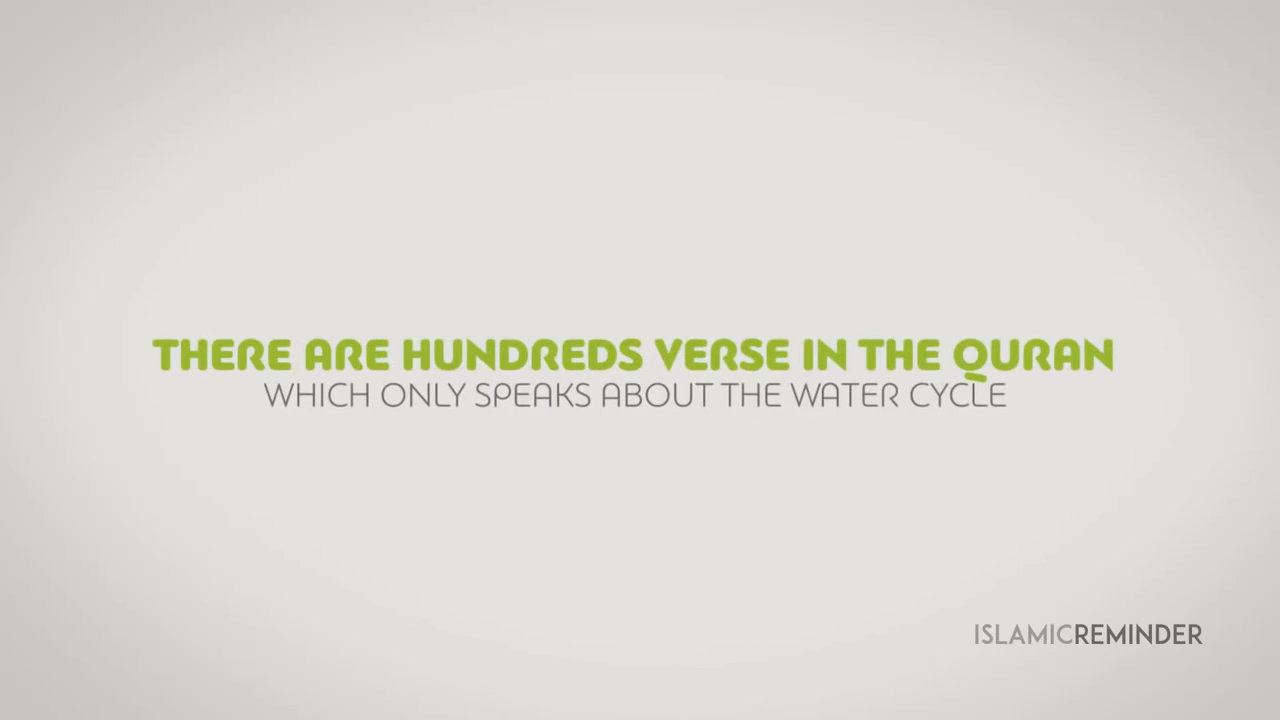 THERE ARE HUNDREDS VERSE IN THE QURAN
WHICH ONLY SPEAKS ABOUT THE WATER CYCLE
ISLAMICREMINDER